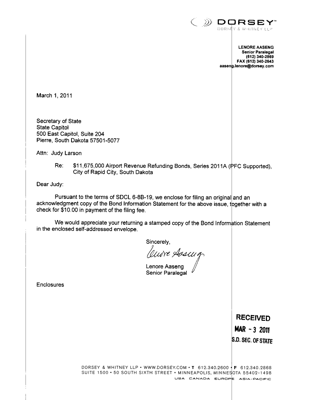 DORSEY
DORSEY & WHITNEY LLP
LENORE AASENG
Senior Paralegal
(612) 340-2869
FAX (612) 340-2643
aaseng.lenore@dorsey.com
March 1, 2011
Secretary of State
State Capitol
500 East Capitol, Suite 204
Pierre, South Dakota 57501-5077
Attn: Judy Larson
Re: $11,675,000 Airport Revenue Refunding Bonds, Series 2011A (PFC Supported),
City of Rapid City, South Dakota
Dear Judy:
Pursuant to the terms of SDCL 6-8B-19, we enclose for filing an original and an
acknowledgment copy of the Bond Information Statement for the above issue, together with a
check for $10.00 in payment of the filing fee.
We would appreciate your returning a stamped copy of the Bond Information Statement
in the enclosed self-addressed envelope.
Sincerely,
Lenore Aaseng
Lenore Aaseng
Senior Paralegal
Enclosures
RECEIVED
MAR - 3 2011
S.D. SEC. OF STATE
DORSEY & WHITNEY LLP • WWW.DORSEY.COM • T 612.340.2600 • F 612.340.2868
SUITE 1500 • 50 SOUTH SIXTH STREET • MINNEAPOLIS, MINNESOTA 55402-1498
USA CANADA EUROPE ASIA-PACIFIC